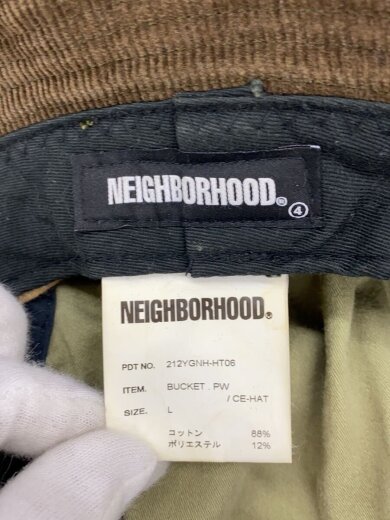 NEIGHBORHOOD® ④
NEIGHBORHOOD®
PDT NO. 212YGNH-HT06
ITEM. BUCKET . PW
/ CE-HAT
SIZE. L
コットン 88%
ポリエステル 12%